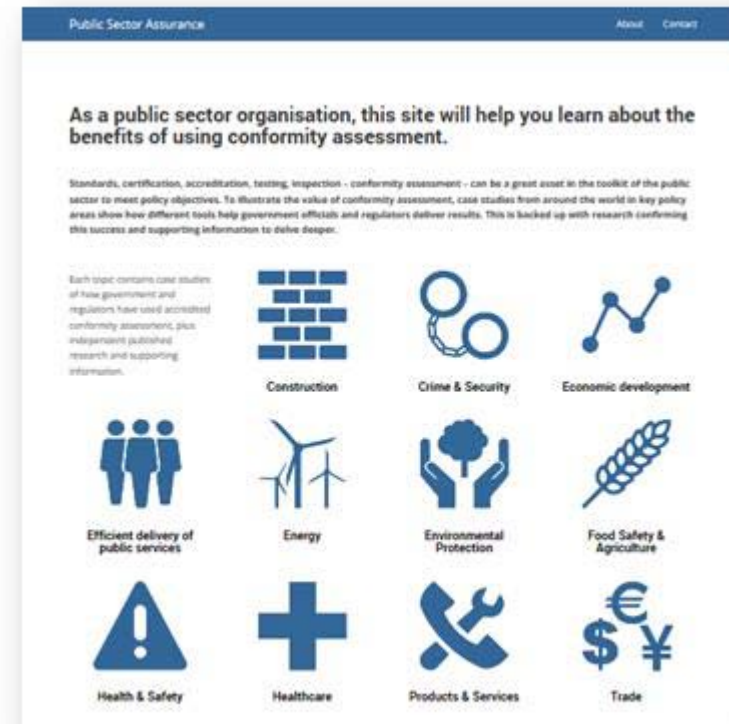 Public Sector Assurance
About Contact
As a public sector organisation, this site will help you learn about the
benefits of using conformity assessment.
Standards, certification, accreditation, testing, inspection - conformity assessment - can be a great asset in the toolkit of the public
sector to meet policy objectives. To illustrate the value of conformity assessment, case studies from around the world in key policy
areas show how different tools help government officials and regulators deliver results. This is backed up with research confirming
this success and supporting information to delve deeper.
Each topic contains case studies
of how government and
regulators have used accredited
conformity assessment, plus
independent published
research and supporting
information.
Construction
Crime & Security
Economic development
Efficient delivery of
public services
Energy
Environmental
Protection
Food Safety &
Agriculture
€
$ ¥
Health & Safety
Healthcare
Products & Services
Trade